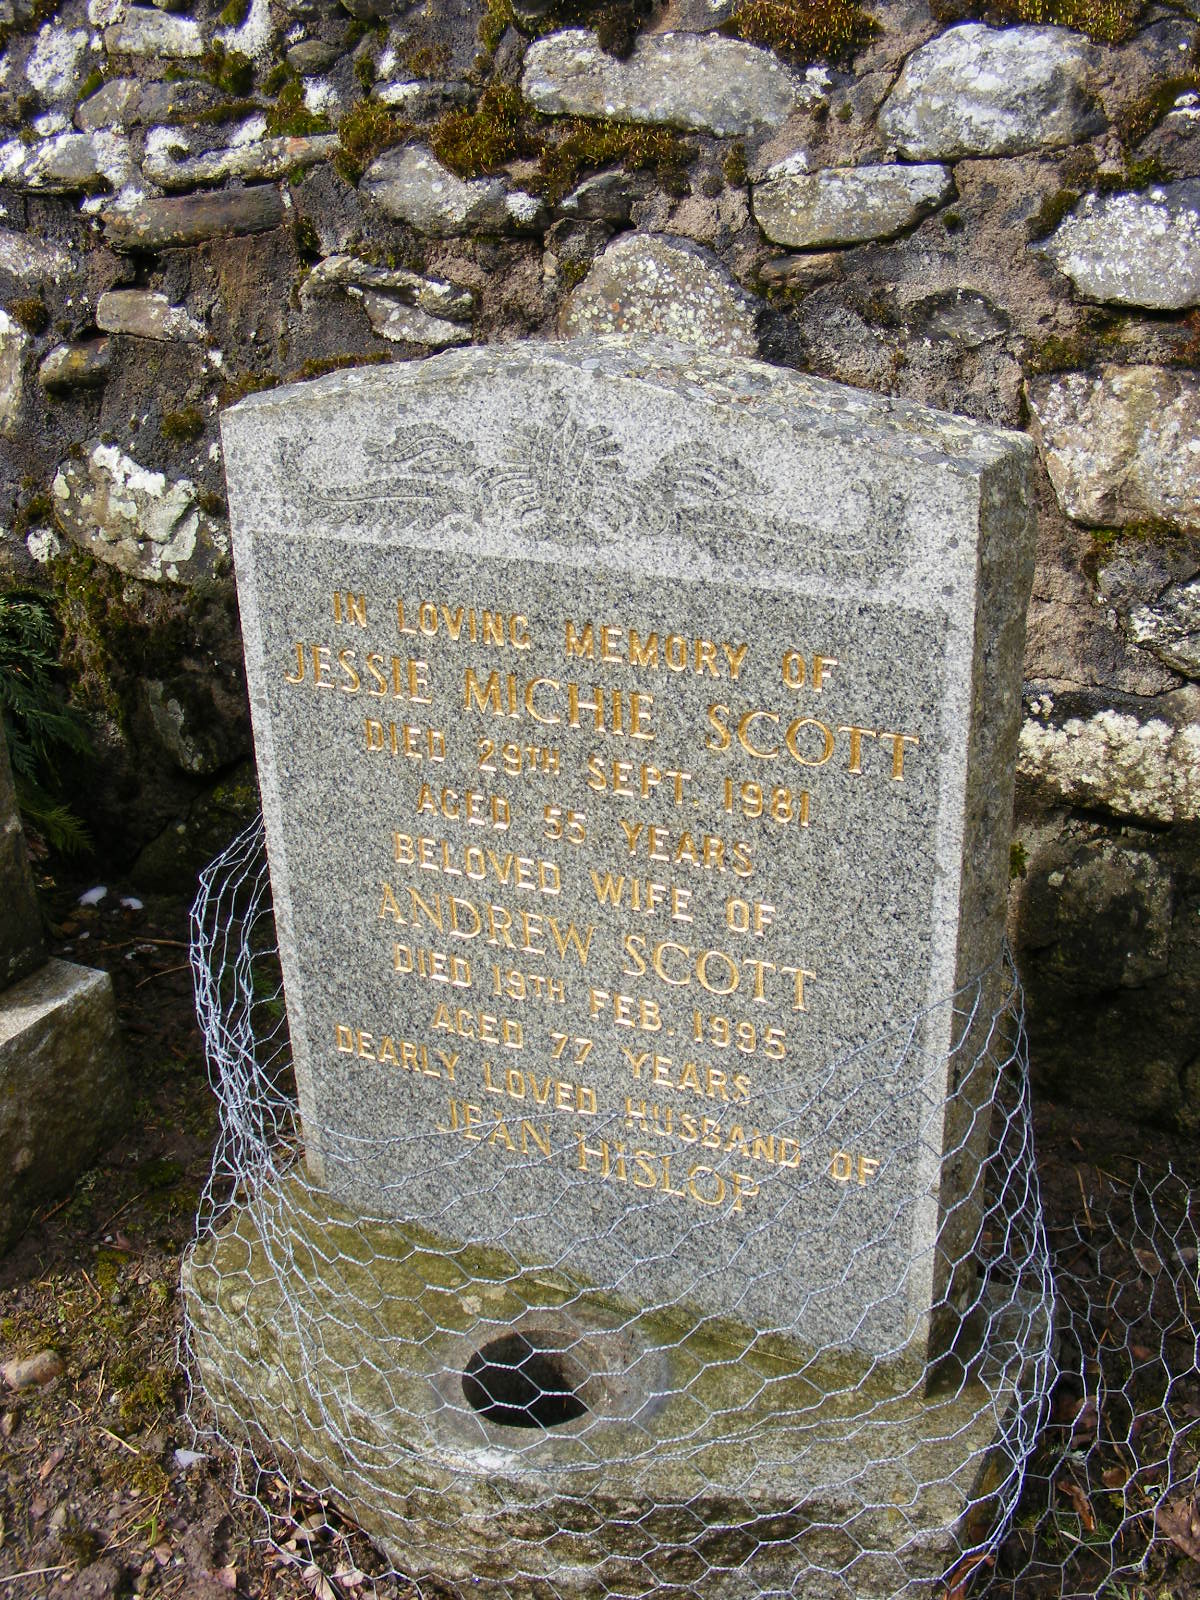 IN LOVING MEMORY OF
JESSIE MICHIE SCOTT
DIED 29TH SEPT. 1981
AGED 55 YEARS
BELOVED WIFE OF
ANDREW SCOTT
DIED 19TH FEB. 1995
AGED 77 YEARS
DEARLY LOVED HUSBAND OF
JEAN HISLOP